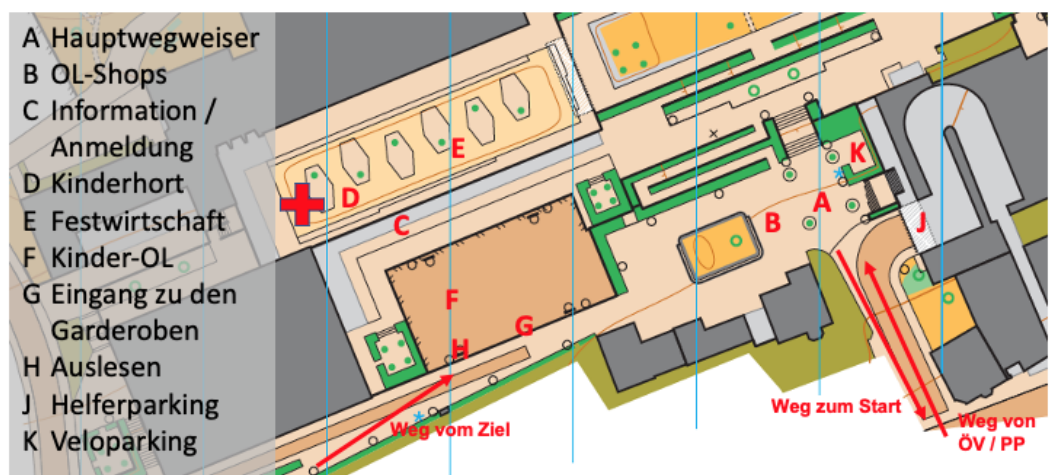 A Hauptwegweiser
B OL-Shops
C Information /
Anmeldung
D Kinderhort
E Festwirtschaft
F Kinder-OL
G Eingang zu den
Garderoben
H Auslesen
J Helferparking
K Veloparking
E
D
C
K
A
B
J
F
G
H
Weg vom Ziel
Weg zum Start
Weg von
ÖV / PP